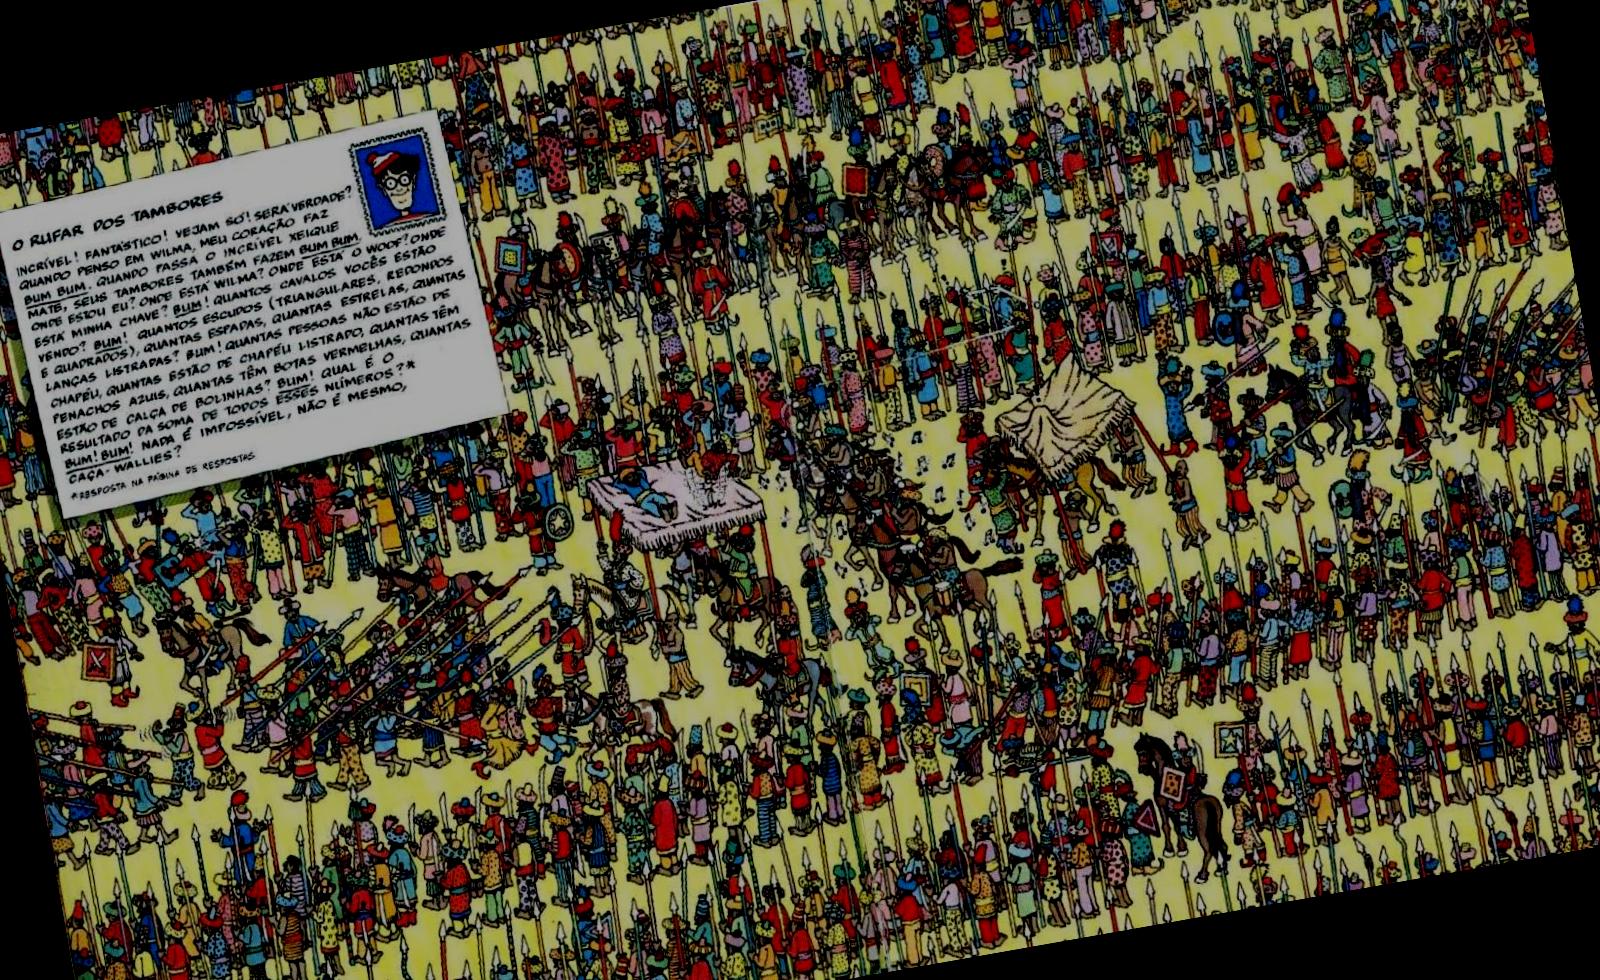 O RUFAR DOS TAMBORES
INCRÍVEL! FANTÁSTICO! VEJAM SÓ! SERÁ VERDADE?
QUANDO PENSO EM WILMA, MEU CORAÇÃO FAZ
BUM BUM. QUANDO PASSA O INCRÍVEL XEIQUE
MATE, SEUS TAMBORES TAMBÉM FAZEM BUM BUM.
ONDE ESTOU EU? ONDE ESTÁ WILMA? ONDE ESTÁ O WOOF? ONDE
ESTÁ MINHA CHAVE? BUM! QUANTOS CAVALOS VOCÊS ESTÃO
VENDO? BUM! QUANTOS ESCUDOS (TRIANGULARES, REDONDOS
E QUADRADOS), QUANTAS ESPADAS, QUANTAS ESTRELAS, QUANTAS
LANÇAS LISTRADAS? BUM! QUANTAS PESSOAS NÃO ESTÃO DE
CHAPÉU, QUANTAS ESTÃO DE CHAPÉU LISTRADO, QUANTAS TÊM
PENACHOS AZUIS, QUANTAS TÊM BOTAS VERMELHAS, QUANTAS
ESTÃO DE CALÇA DE BOLINHAS? BUM! QUAL É O
RESULTADO DA SOMA DE TODOS ESSES NÚMEROS?*
BUM! BUM! NADA É IMPOSSÍVEL, NÃO É MESMO,
CAÇA-WALLIES?
*RESPOSTA NA PÁGINA DE RESPOSTAS